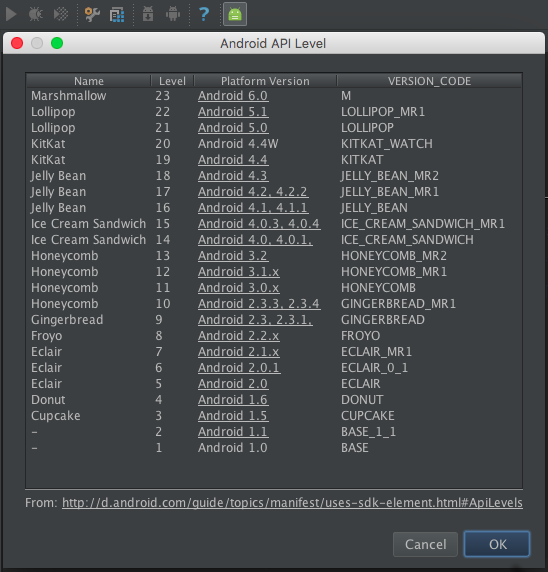 ?
Android API Level
Name Level Platform Version VERSION_CODE
Marshmallow 23 Android 6.0 M
Lollipop 22 Android 5.1 LOLLIPOP_MR1
Lollipop 21 Android 5.0 LOLLIPOP
KitKat 20 Android 4.4W KITKAT_WATCH
KitKat 19 Android 4.4 KITKAT
Jelly Bean 18 Android 4.3 JELLY_BEAN_MR2
Jelly Bean 17 Android 4.2, 4.2.2 JELLY_BEAN_MR1
Jelly Bean 16 Android 4.1, 4.1.1 JELLY_BEAN
Ice Cream Sandwich 15 Android 4.0.3, 4.0.4 ICE_CREAM_SANDWICH_MR1
Ice Cream Sandwich 14 Android 4.0, 4.0.1, ICE_CREAM_SANDWICH
Honeycomb 13 Android 3.2 HONEYCOMB_MR2
Honeycomb 12 Android 3.1.x HONEYCOMB_MR1
Honeycomb 11 Android 3.0.x HONEYCOMB
Honeycomb 10 Android 2.3.3, 2.3.4 GINGERBREAD_MR1
Gingerbread 9 Android 2.3, 2.3.1, GINGERBREAD
Froyo 8 Android 2.2.x FROYO
Eclair 7 Android 2.1.x ECLAIR_MR1
Eclair 6 Android 2.0.1 ECLAIR_0_1
Eclair 5 Android 2.0 ECLAIR
Donut 4 Android 1.6 DONUT
Cupcake 3 Android 1.5 CUPCAKE
- 2 Android 1.1 BASE_1_1
- 1 Android 1.0 BASE
From: http://d.android.com/guide/topics/manifest/uses-sdk-element.html#ApiLevels
Cancel OK